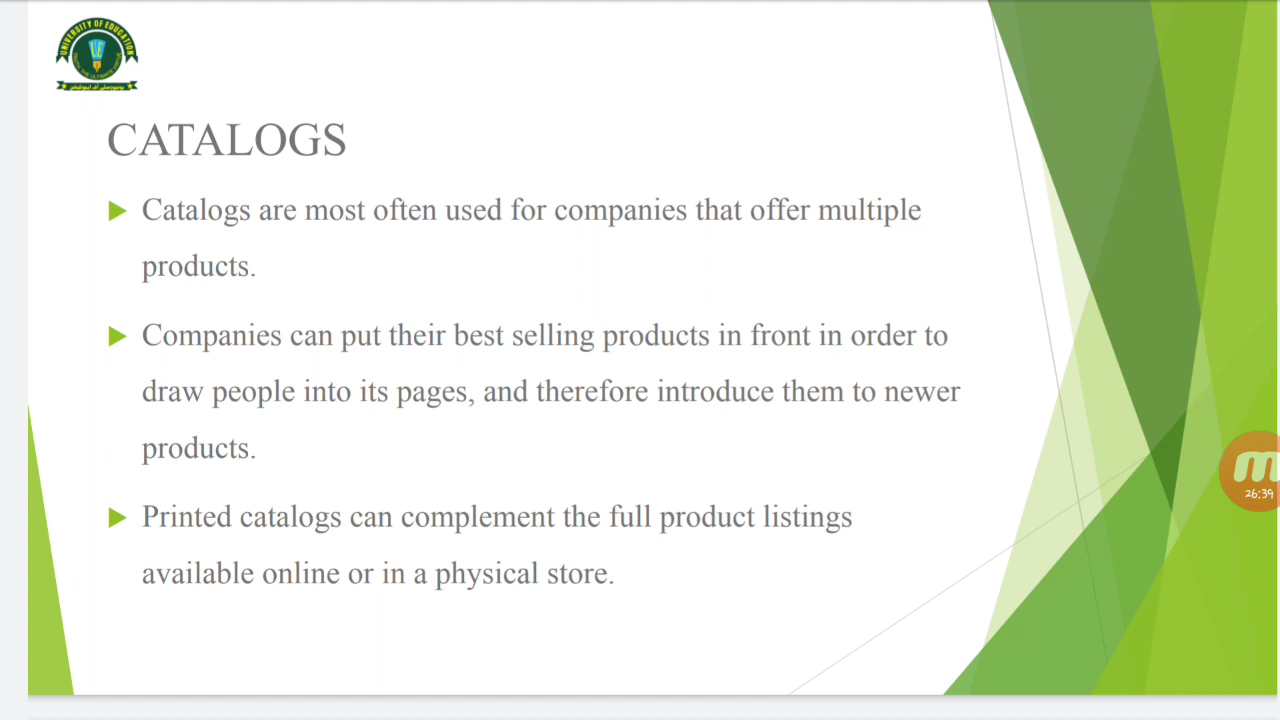 UNIVERSITY OF EDUCATION
CATALOGS
Catalogs are most often used for companies that offer multiple
products.
Companies can put their best selling products in front in order to
draw people into its pages, and therefore introduce them to newer
products.
Printed catalogs can complement the full product listings
available online or in a physical store.
26:39